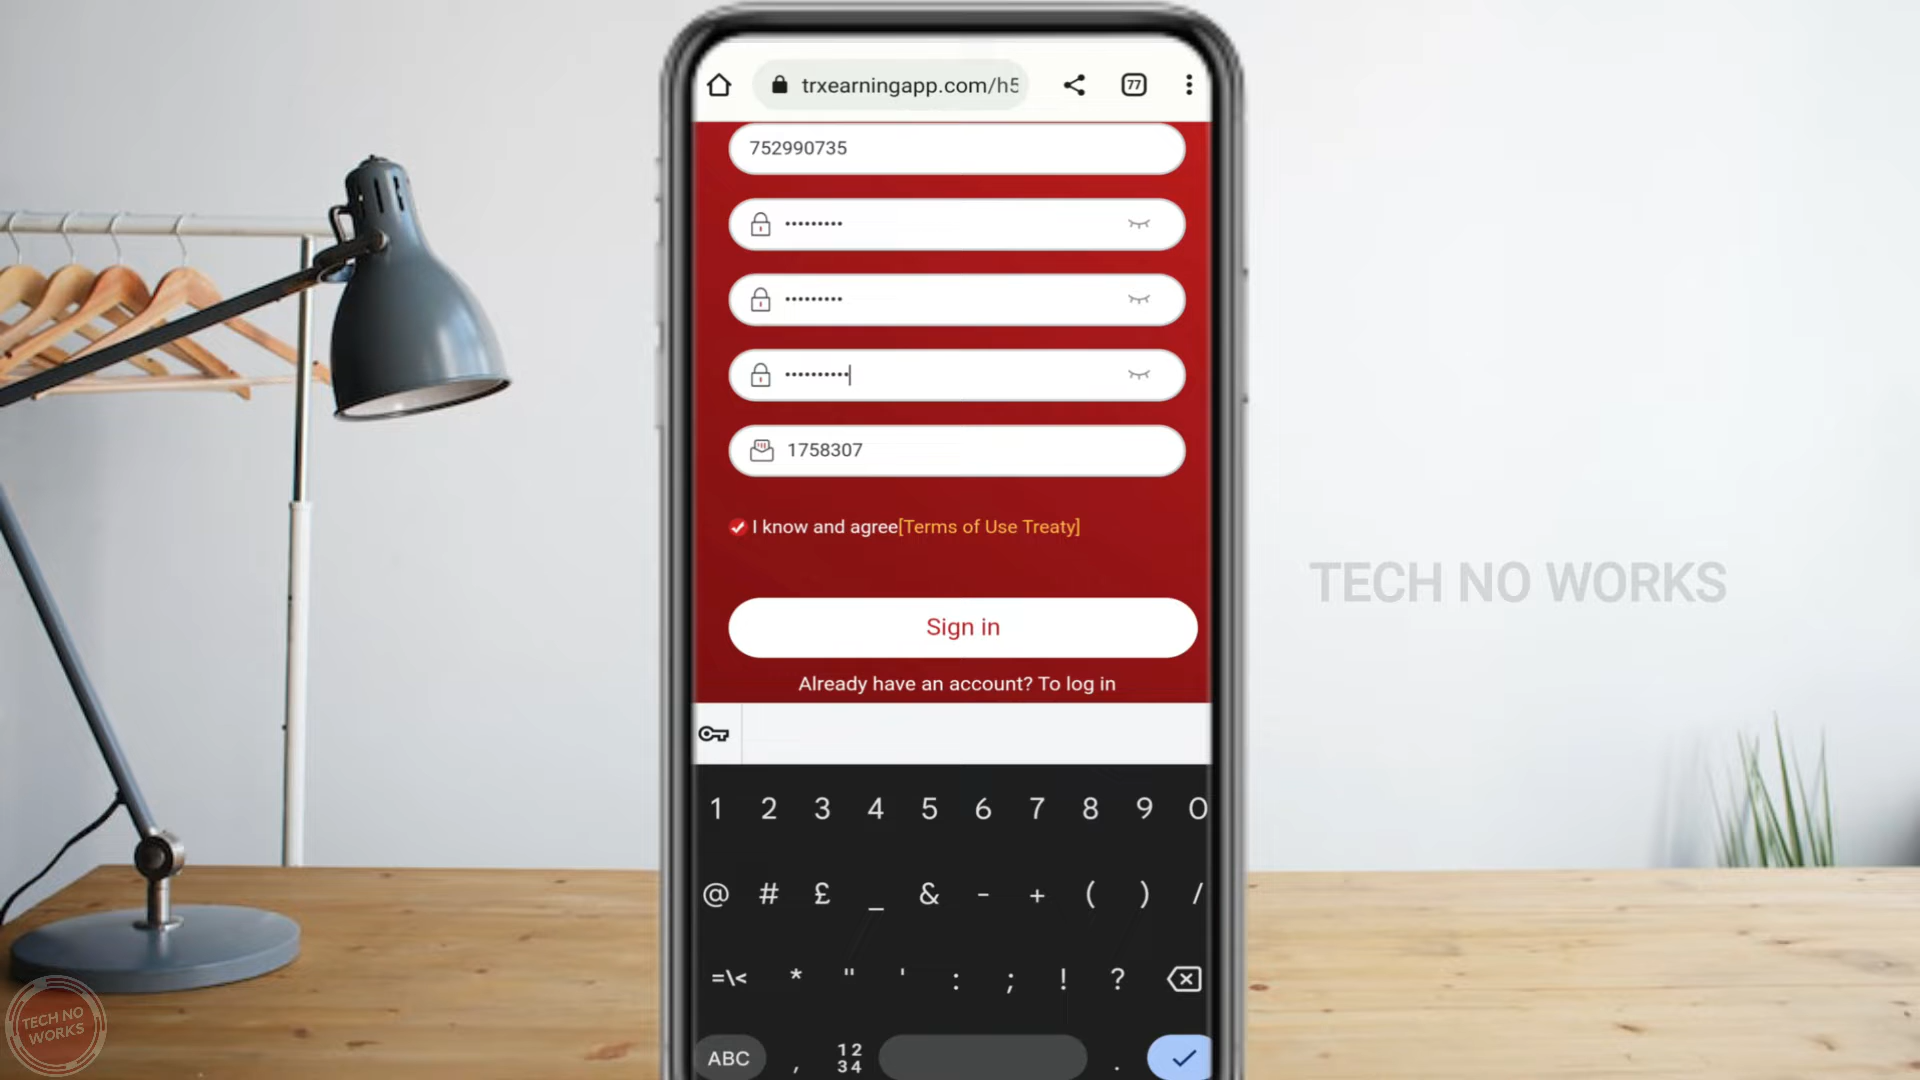 trxearningapp.com/h5
77
752990735
•••••••••
•••••••••
••••••••••
1758307
I know and agree[Terms of Use Treaty]
Sign in
Already have an account? To log in
1 2 3 4 5 6 7 8 9 0
@ # £ _ & - + ( ) /
=\< * " ' : ; ! ?
ABC , 12 34 .
TECH NO WORKS
TECH NO
WORKS